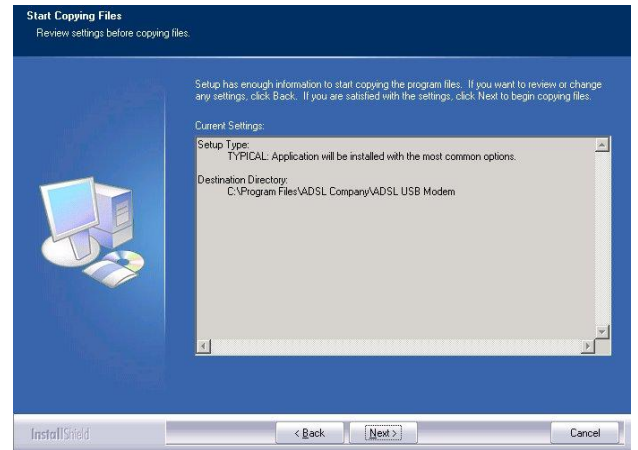 Start Copying Files
Review settings before copying files.
Setup has enough information to start copying the program files. If you want to review or change
any settings, click Back. If you are satisfied with the settings, click Next to begin copying files.
Current Settings:
Setup Type:
TYPICAL: Application will be installed with the most common options.
Destination Directory:
C:\Program Files\ADSL Company\ADSL USB Modem
InstallShield
< Back
Next >
Cancel